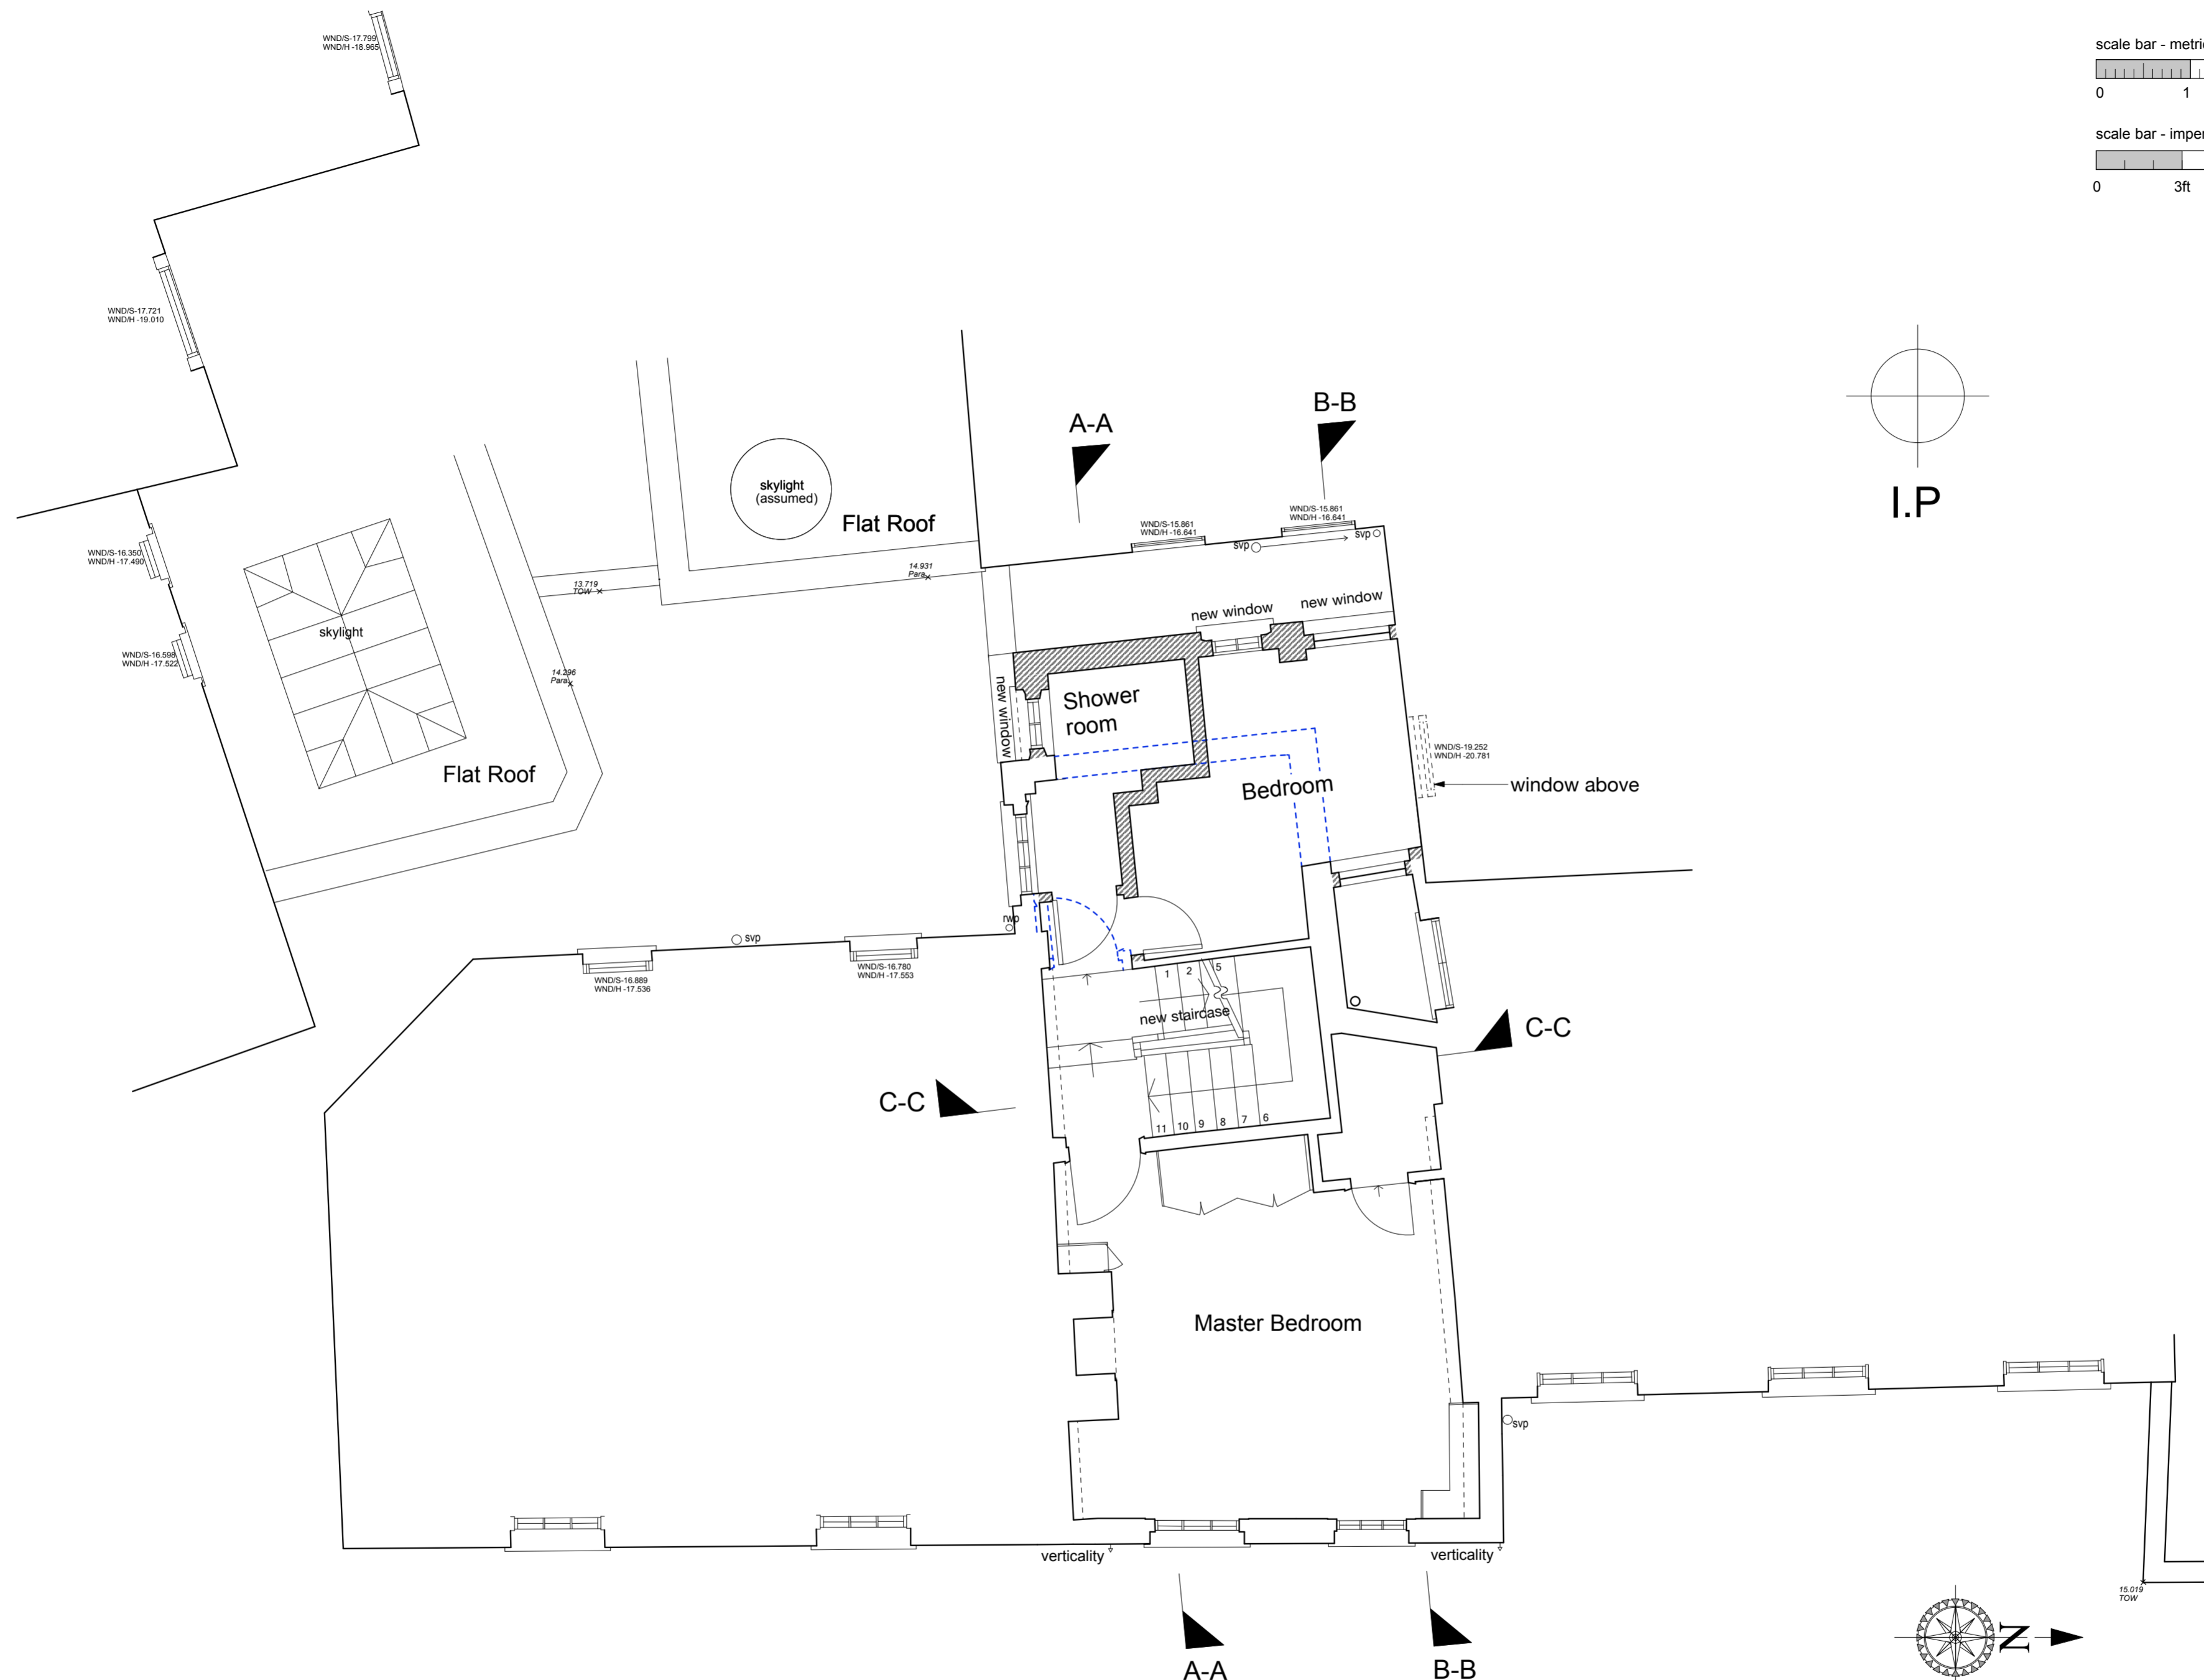 WND/S-17.799
WND/H -18.965
scale bar - metri
0 1
scale bar - imper
0 3ft
WND/S-17.721
WND/H -19.010
I.P
A-A
B-B
skylight
(assumed)
Flat Roof
WND/S-15.861
WND/H -16.641
WND/S-15.861
WND/H -16.641
svp
svp
WND/S-16.350
WND/H -17.490
14.931
Para
13.719
TOW
new window
new window
skylight
WND/S-16.598
WND/H -17.522
14.296
Para
new window
Shower
room
Flat Roof
Bedroom
WND/S-19.252
WND/H -20.781
window above
rwp
svp
WND/S-16.889
WND/H -17.536
WND/S-16.780
WND/H -17.553
1 2 5
new staircase
C-C
C-C
11 10 9 8 7 6
Master Bedroom
svp
verticality
verticality
15.019
TOW
N
A-A
B-B